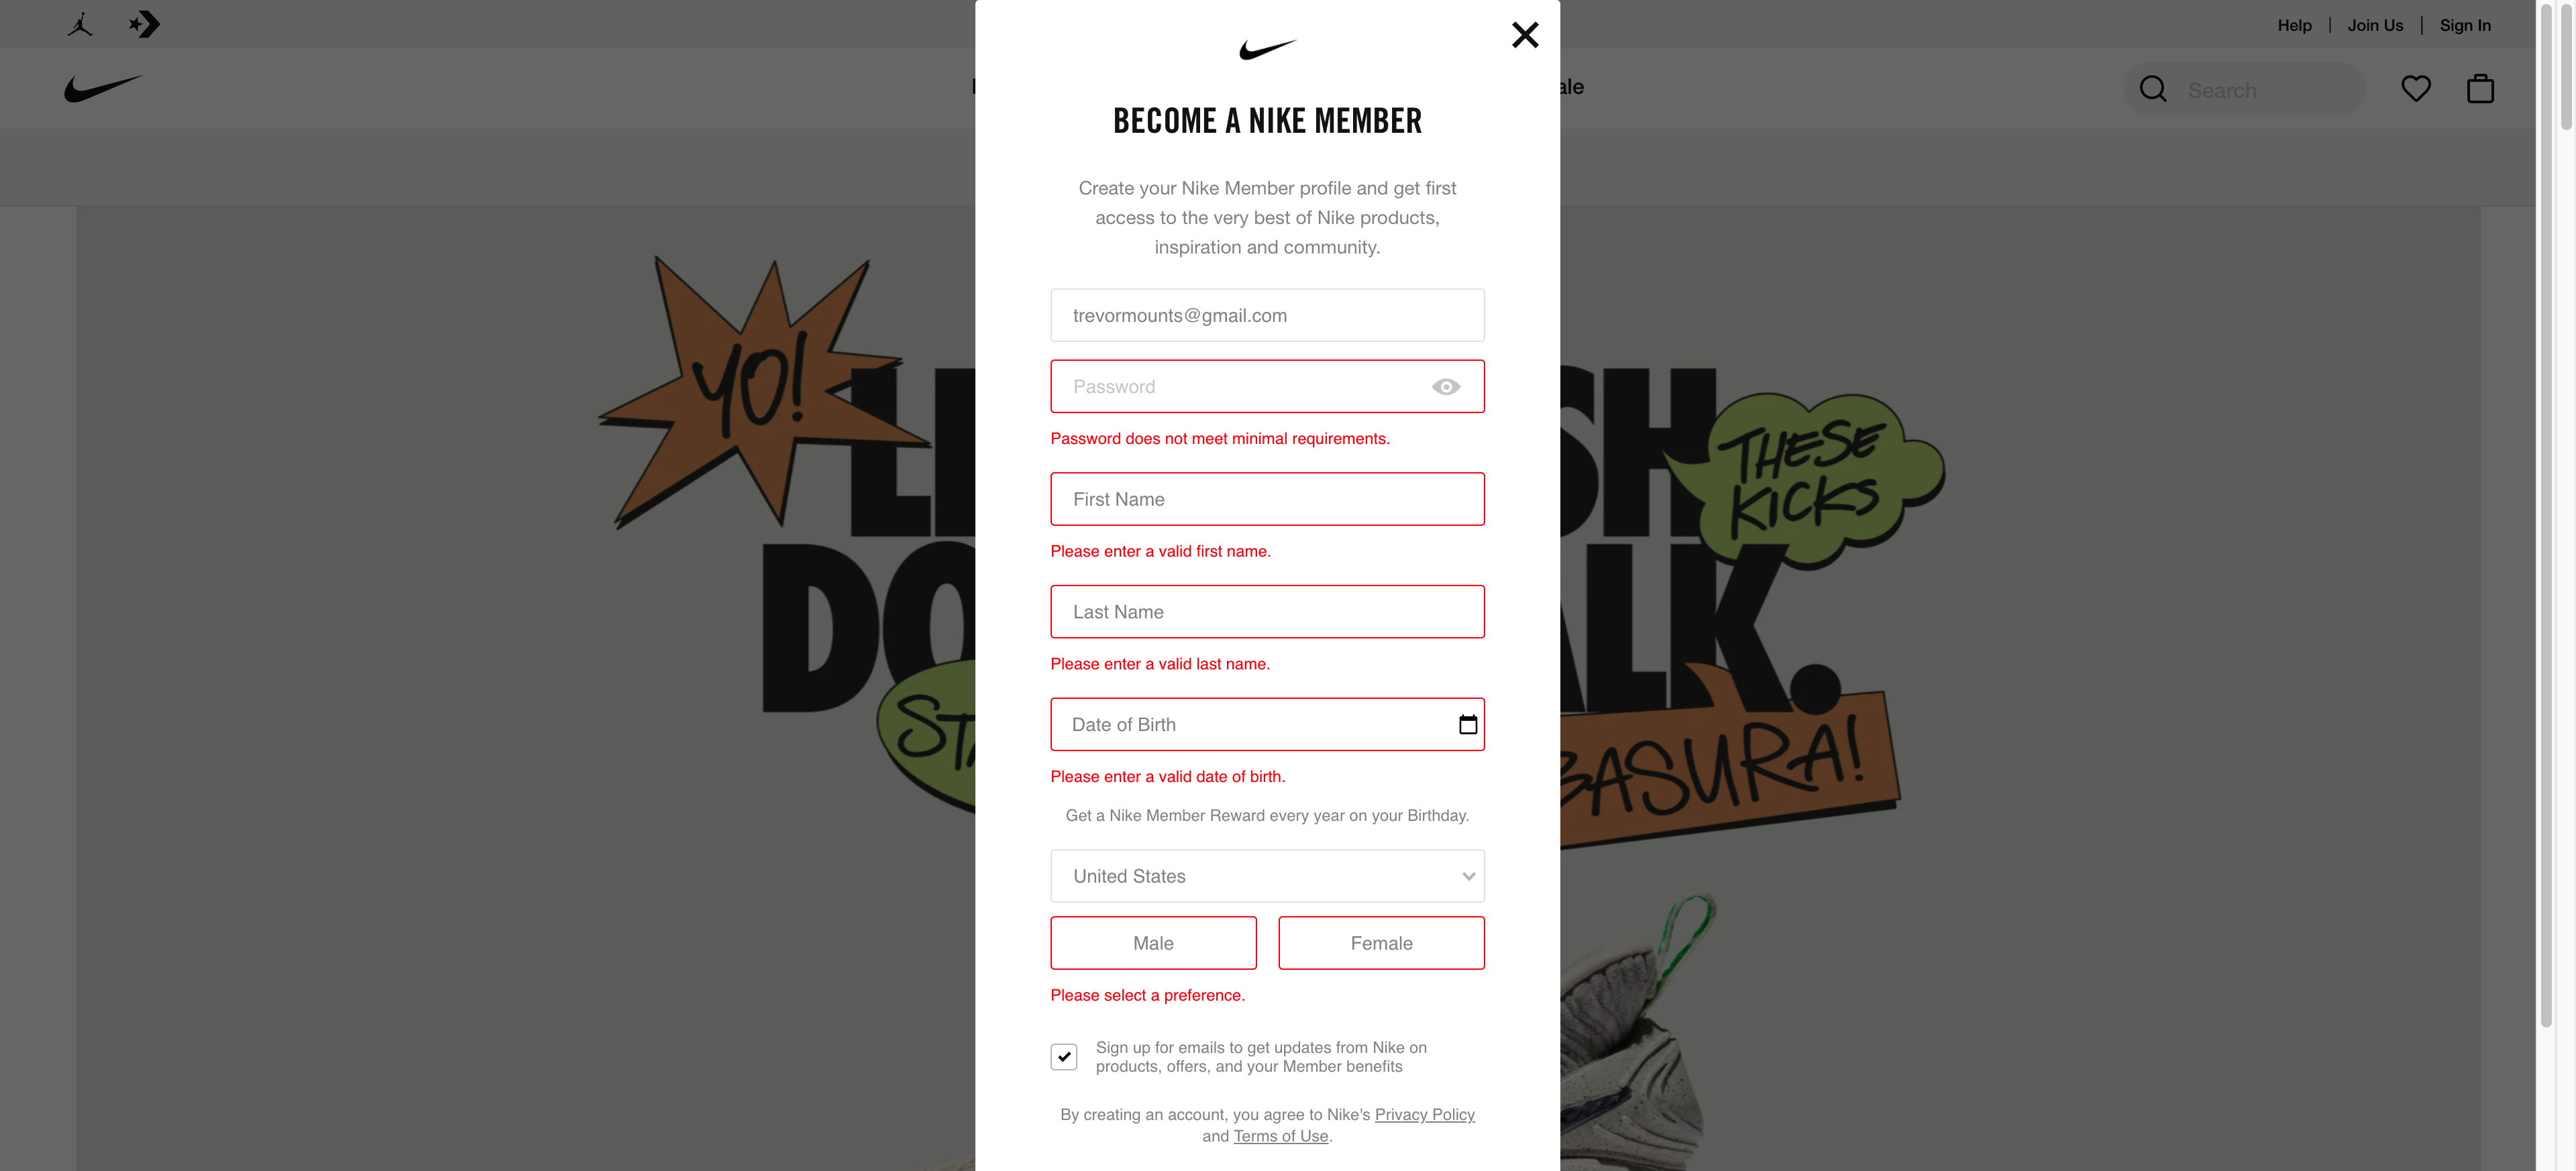 Help | Join Us | Sign In
ale
Search
BECOME A NIKE MEMBER
Create your Nike Member profile and get first
access to the very best of Nike products,
inspiration and community.
trevormounts@gmail.com
Password
Password does not meet minimal requirements.
First Name
Please enter a valid first name.
Last Name
Please enter a valid last name.
Date of Birth
Please enter a valid date of birth.
Get a Nike Member Reward every year on your Birthday.
United States
Male Female
Please select a preference.
Sign up for emails to get updates from Nike on
products, offers, and your Member benefits
By creating an account, you agree to Nike's Privacy Policy
and Terms of Use.
YO!
THESE
KICKS
DO
ALK.
ST
BASURA!